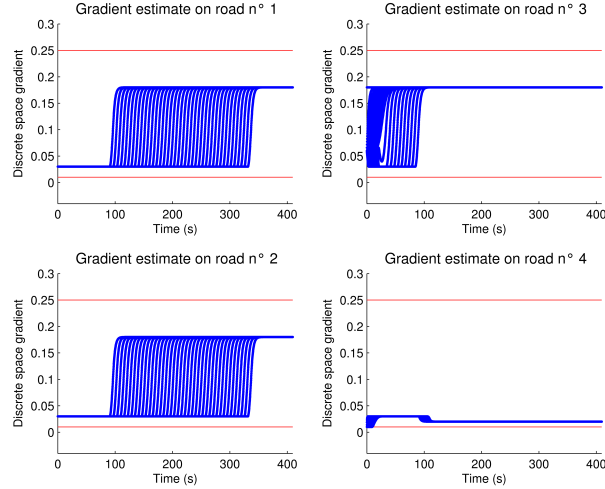 Gradient estimate on road n° 1
0.3
0.25
0.2
0.15
0.1
0.05
0
Discrete space gradient
0 100 200 300 400
Time (s)
Gradient estimate on road n° 3
0.3
0.25
0.2
0.15
0.1
0.05
0
Discrete space gradient
0 100 200 300 400
Time (s)
Gradient estimate on road n° 2
0.3
0.25
0.2
0.15
0.1
0.05
0
Discrete space gradient
0 100 200 300 400
Time (s)
Gradient estimate on road n° 4
0.3
0.25
0.2
0.15
0.1
0.05
0
Discrete space gradient
0 100 200 300 400
Time (s)